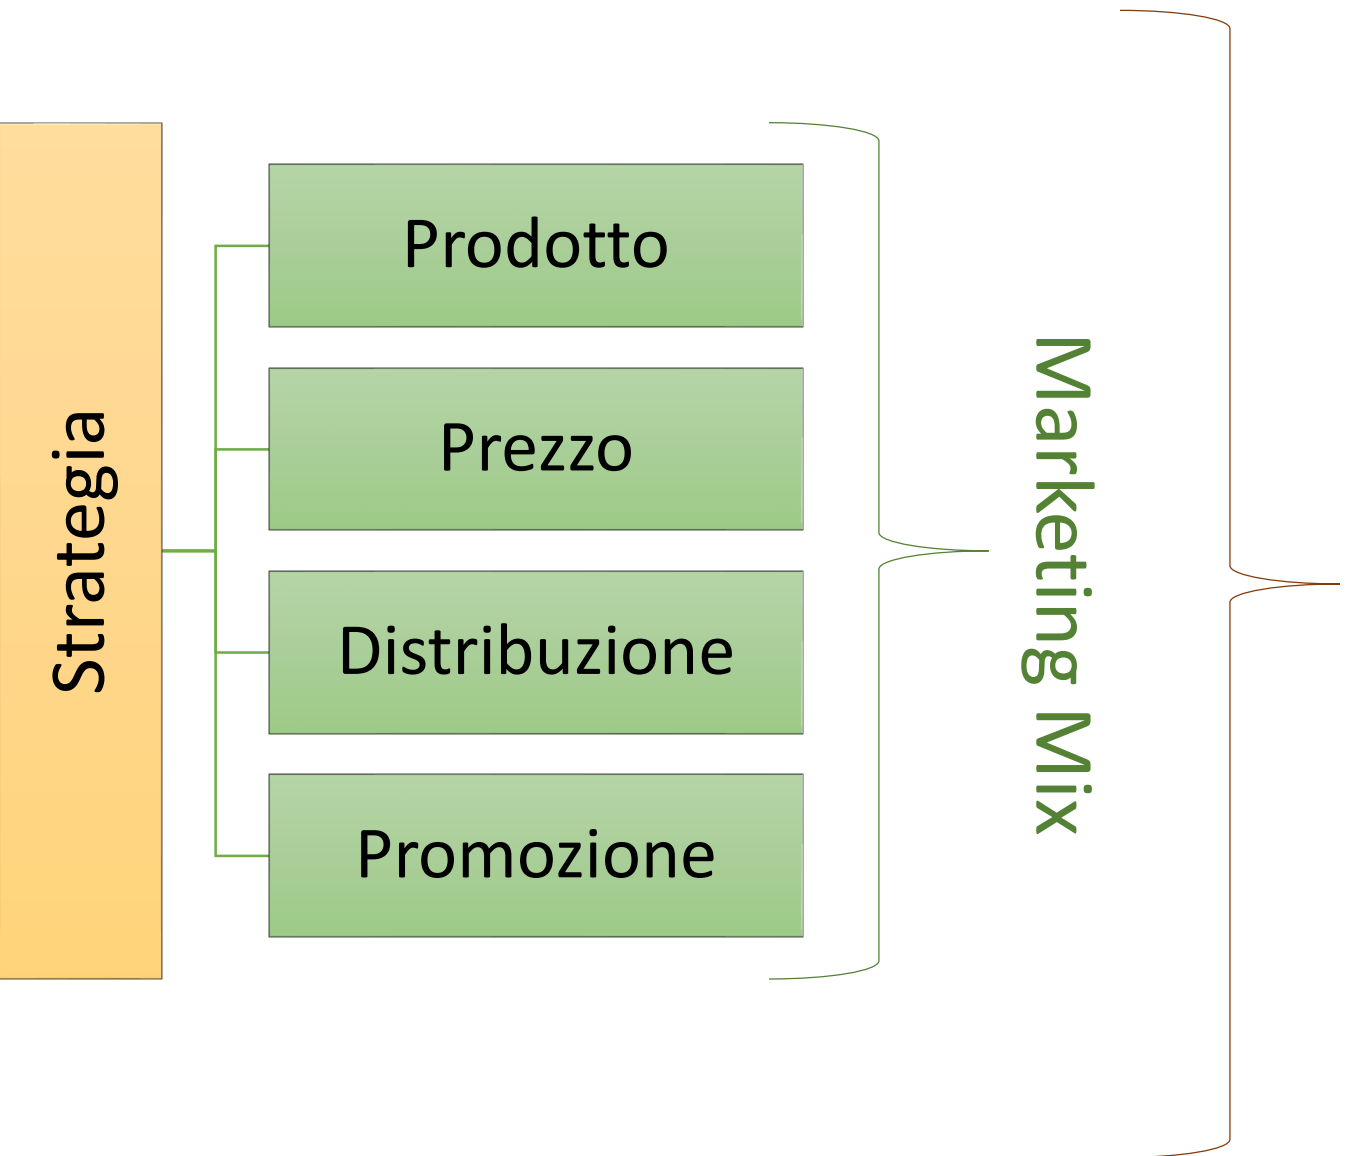 Strategia
Prodotto
Prezzo
Distribuzione
Promozione
Marketing Mix